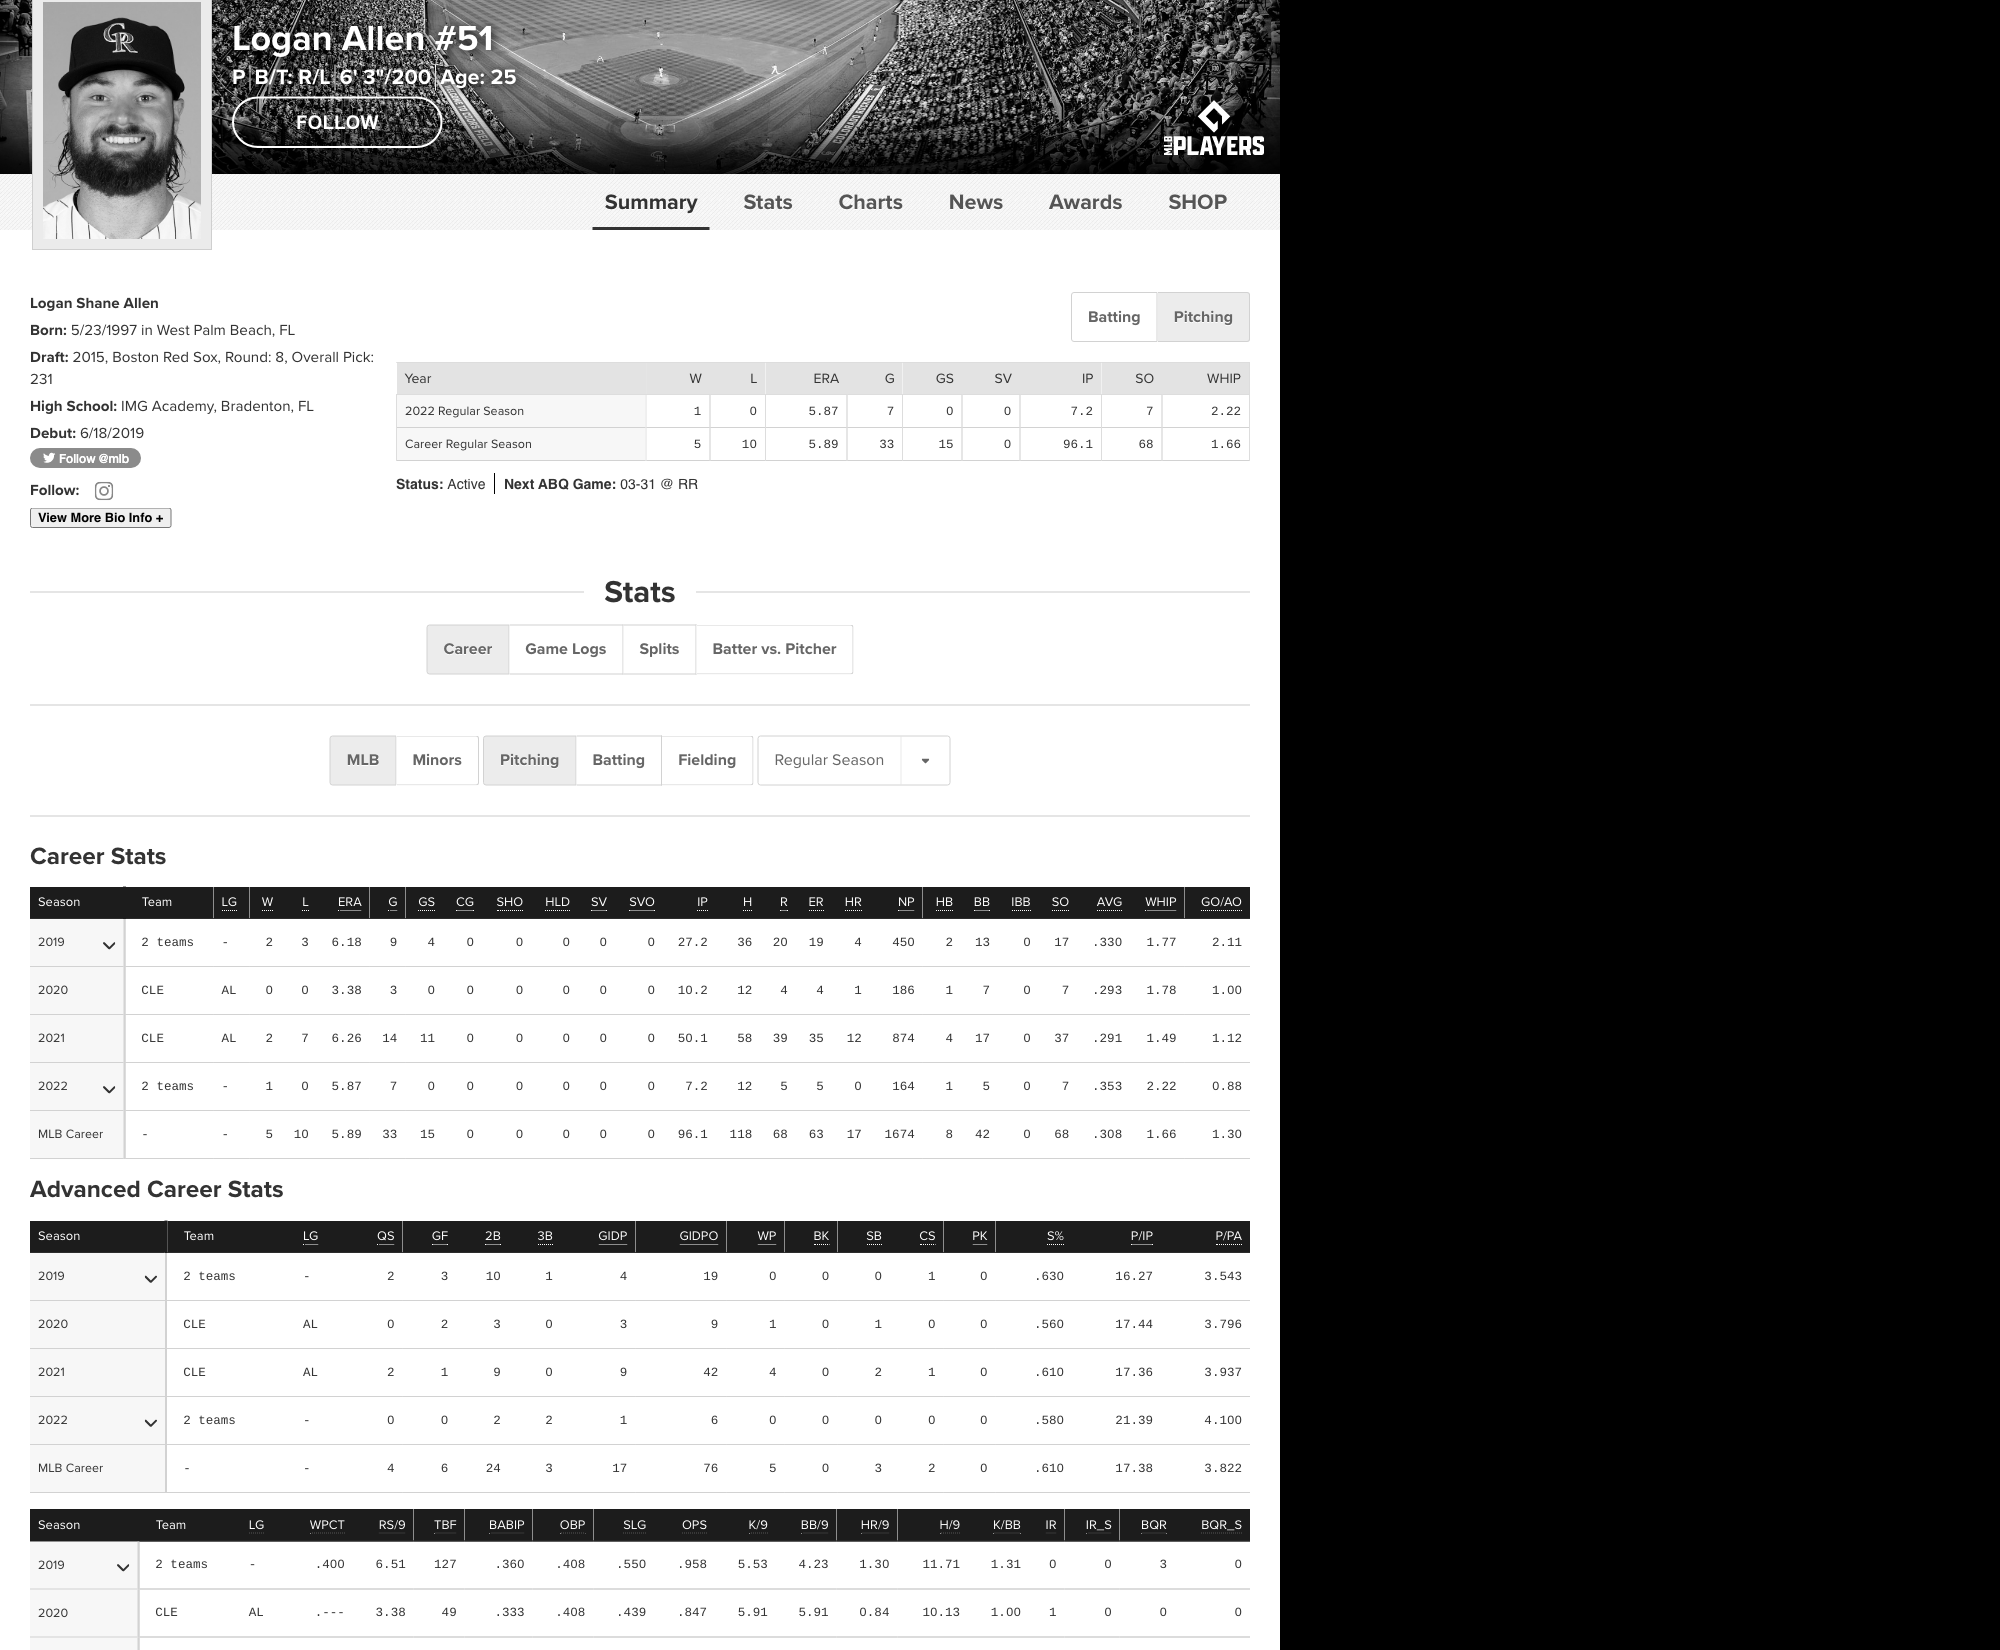 Logan Allen #51
P B/T: R/L 6' 3"/200 Age: 25
FOLLOW
MLB PLAYERS
Summary Stats Charts News Awards SHOP
Logan Shane Allen
Born: 5/23/1997 in West Palm Beach, FL
Draft: 2015, Boston Red Sox, Round: 8, Overall Pick:
231
High School: IMG Academy, Bradenton, FL
Debut: 6/18/2019
Follow @mlb
Follow:
View More Bio Info +
Batting Pitching
Year W L ERA G GS SV IP SO WHIP
2022 Regular Season 1 0 5.87 7 0 0 7.2 7 2.22
Career Regular Season 5 10 5.89 33 15 0 96.1 68 1.66
Status: Active Next ABQ Game: 03-31 @ RR
Stats
Career Game Logs Splits Batter vs. Pitcher
MLB Minors Pitching Batting Fielding Regular Season
Career Stats
Season Team LG W L ERA G GS CG SHO HLD SV SVO IP H R ER HR NP HB BB IBB SO AVG WHIP GO/AO
2019 2 teams - 2 3 6.18 9 4 0 0 0 0 0 27.2 36 20 19 4 450 2 13 0 17 .330 1.77 2.11
2020 CLE AL 0 0 3.38 3 0 0 0 0 0 0 10.2 12 4 4 1 186 1 7 0 7 .293 1.78 1.00
2021 CLE AL 2 7 6.26 14 11 0 0 0 0 0 50.1 58 39 35 12 874 4 17 0 37 .291 1.49 1.12
2022 2 teams - 1 0 5.87 7 0 0 0 0 0 0 7.2 12 5 5 0 164 1 5 0 7 .353 2.22 0.88
MLB Career - - 5 10 5.89 33 15 0 0 0 0 0 96.1 118 68 63 17 1674 8 42 0 68 .308 1.66 1.30
Advanced Career Stats
Season Team LG QS GF 2B 3B GIDP GIDPO WP BK SB CS PK S% P/IP P/PA
2019 2 teams - 2 3 10 1 4 19 0 0 0 1 0 .630 16.27 3.543
2020 CLE AL 0 2 3 0 3 9 1 0 1 0 0 .560 17.44 3.796
2021 CLE AL 2 1 9 0 9 42 4 0 2 1 0 .610 17.36 3.937
2022 2 teams - 0 0 2 2 1 6 0 0 0 0 0 .580 21.39 4.100
MLB Career - - 4 6 24 3 17 76 5 0 3 2 0 .610 17.38 3.822
Season Team LG WPCT RS/9 TBF BABIP OBP SLG OPS K/9 BB/9 HR/9 H/9 K/BB IR IR_S BQR BQR_S
2019 2 teams - .400 6.51 127 .360 .408 .550 .958 5.53 4.23 1.30 11.71 1.31 0 0 3 0
2020 CLE AL .--- 3.38 49 .333 .408 .439 .847 5.91 5.91 0.84 10.13 1.00 1 0 0 0